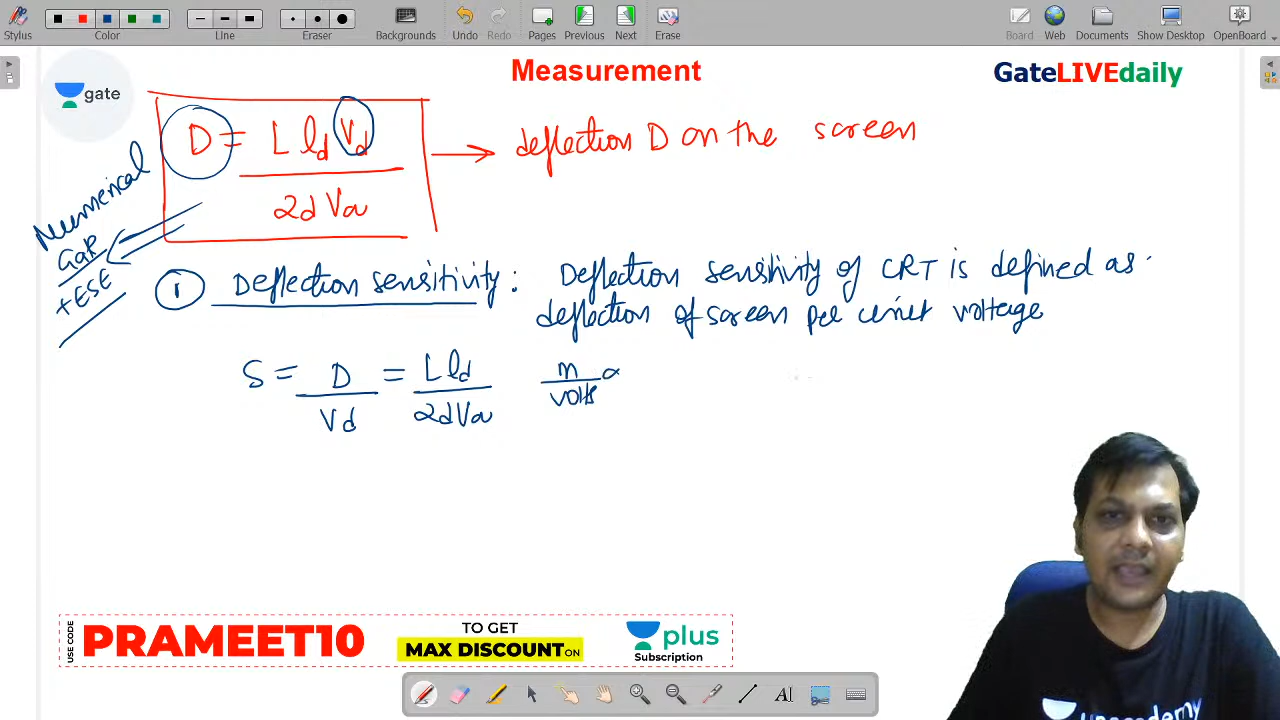 Stylus Color Line Eraser Backgrounds Undo Redo Pages Previous Next Erase Board Web Documents Show Desktop OpenBoard
Measurement
GateLIVEdaily
gate
D = L ld Vd / 2d Va → deflection D on the screen
Numerical
GATE
+ ESE
1 Deflection sensitivity: Deflection sensitivity of CRT is defined as
deflection of screen per unit voltage
S = D / Vd = L ld / 2d Va m / volts
USE CODE PRAMEET10
TO GET
MAX DISCOUNT ON
plus
Subscription